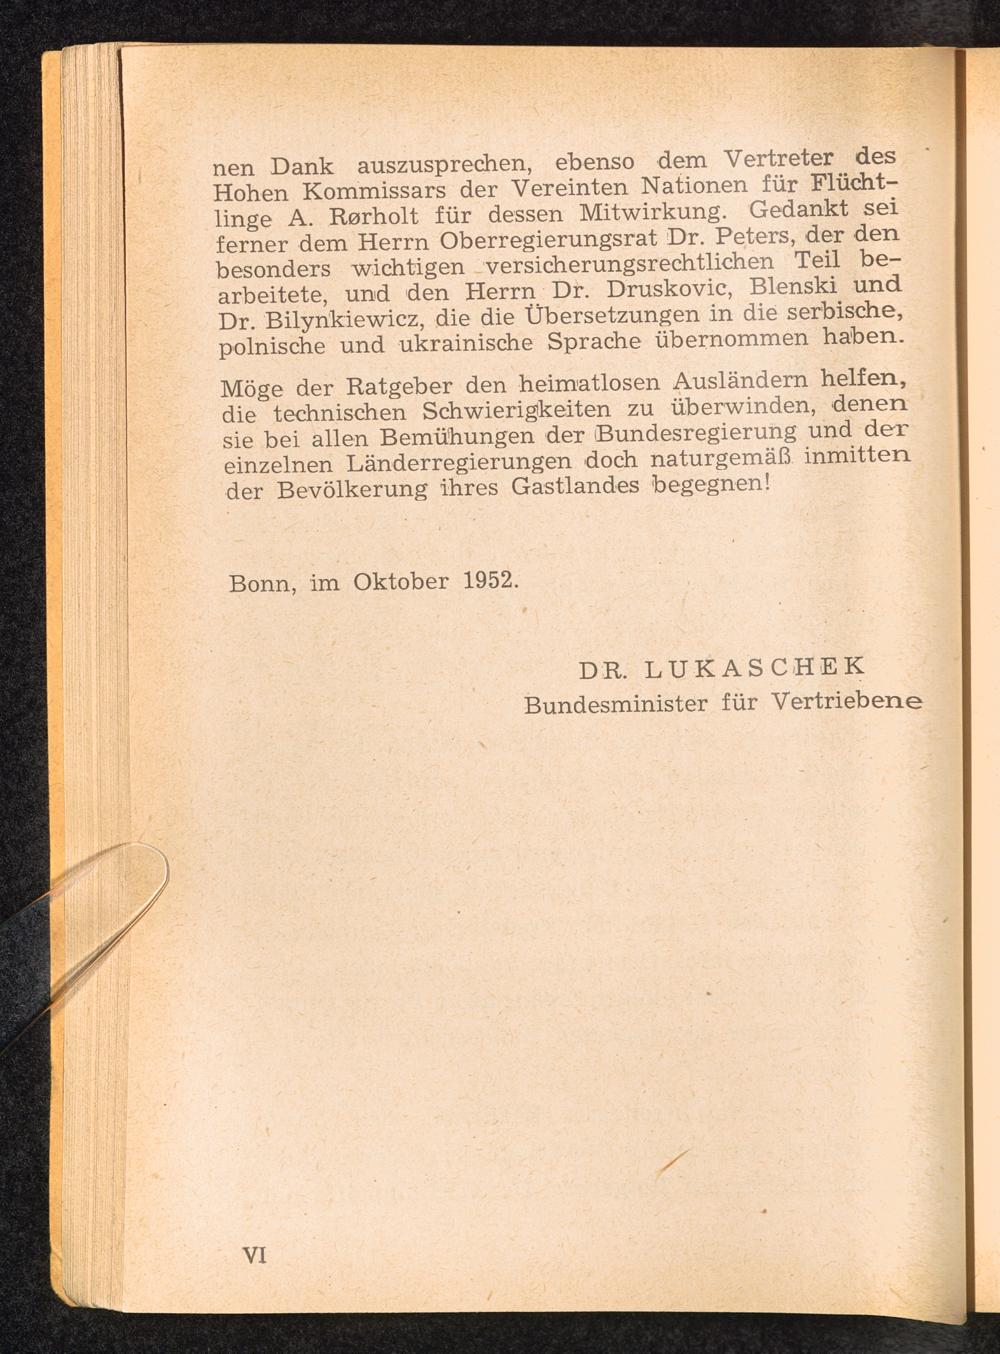 nen Dank auszusprechen, ebenso dem Vertreter des
Hohen Kommissars der Vereinten Nationen für Flücht-
linge A. Rørholt für dessen Mitwirkung. Gedankt sei
ferner dem Herrn Oberregierungsrat Dr. Peters, der den
besonders wichtigen versicherungsrechtlichen Teil be-
arbeitete, und den Herrn Dr. Druskovic, Blenski und
Dr. Bilynkiewicz, die die Übersetzungen in die serbische,
polnische und ukrainische Sprache übernommen haben.
Möge der Ratgeber den heimatlosen Ausländern helfen,
die technischen Schwierigkeiten zu überwinden, denen
sie bei allen Bemühungen der Bundesregierung und der
einzelnen Länderregierungen doch naturgemäß inmitten
der Bevölkerung ihres Gastlandes begegnen!
Bonn, im Oktober 1952.
DR. LUKASCHEK
Bundesminister für Vertriebene
VI